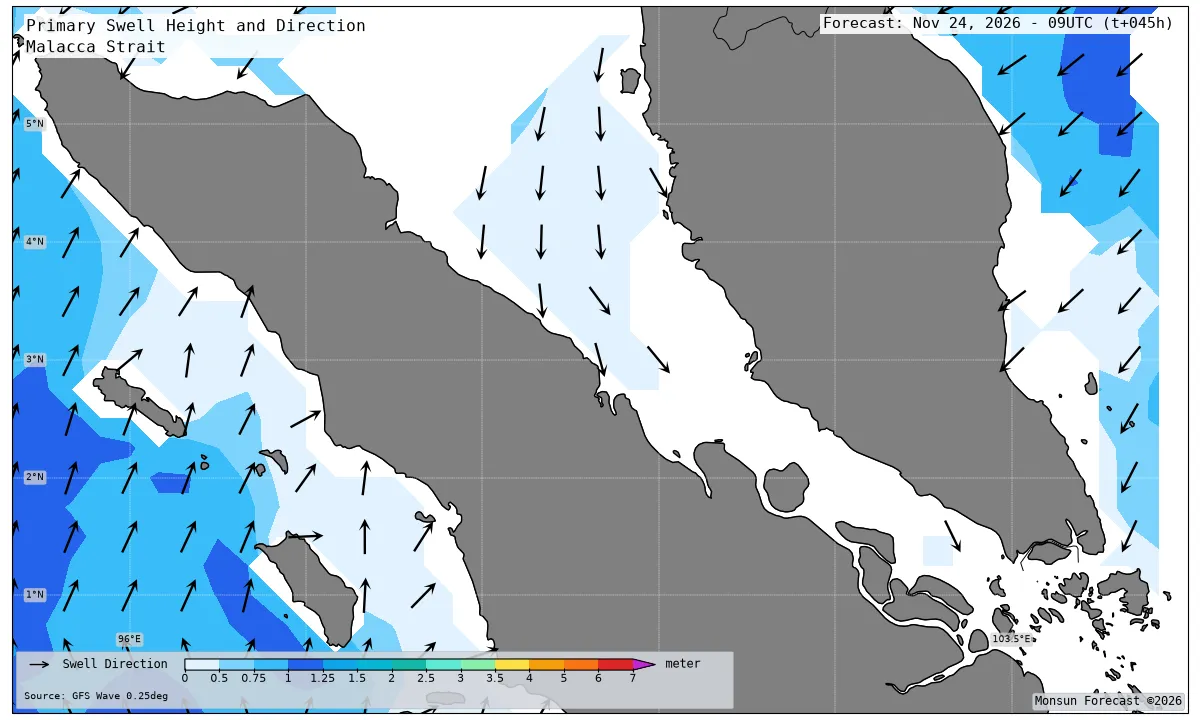 Primary Swell Height and Direction
Malacca Strait
Forecast: Nov 24, 2026 - 09UTC (t+045h)
5°N
4°N
3°N
2°N
1°N
96°E
103.5°E
Swell Direction
0 0.5 0.75 1 1.25 1.5 2 2.5 3 3.5 4 5 6 7
meter
Source: GFS Wave 0.25deg
Monsun Forecast ©2026